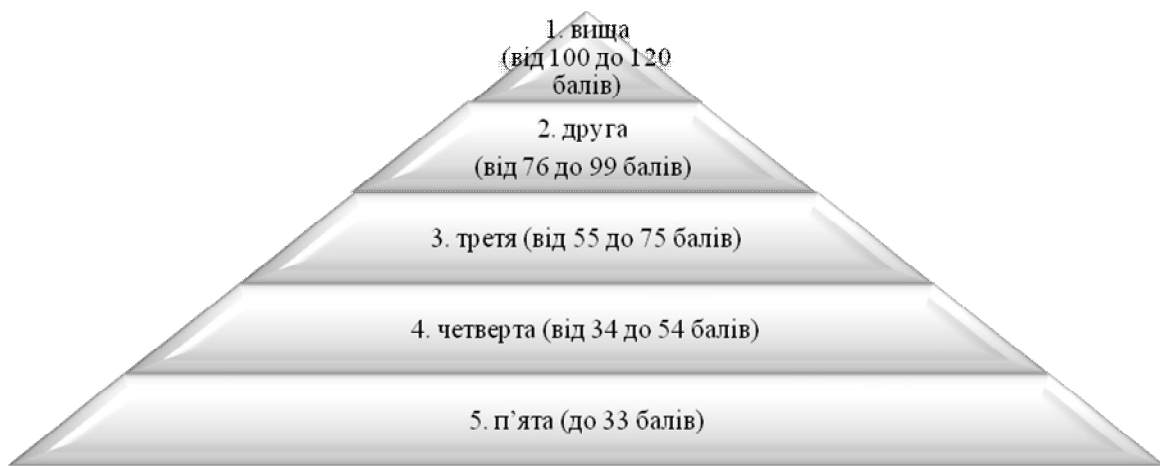 1. вища
(від 100 до 120
балів)
2. друга
(від 76 до 99 балів)
3. третя (від 55 до 75 балів)
4. четверта (від 34 до 54 балів)
5. п’ята (до 33 балів)